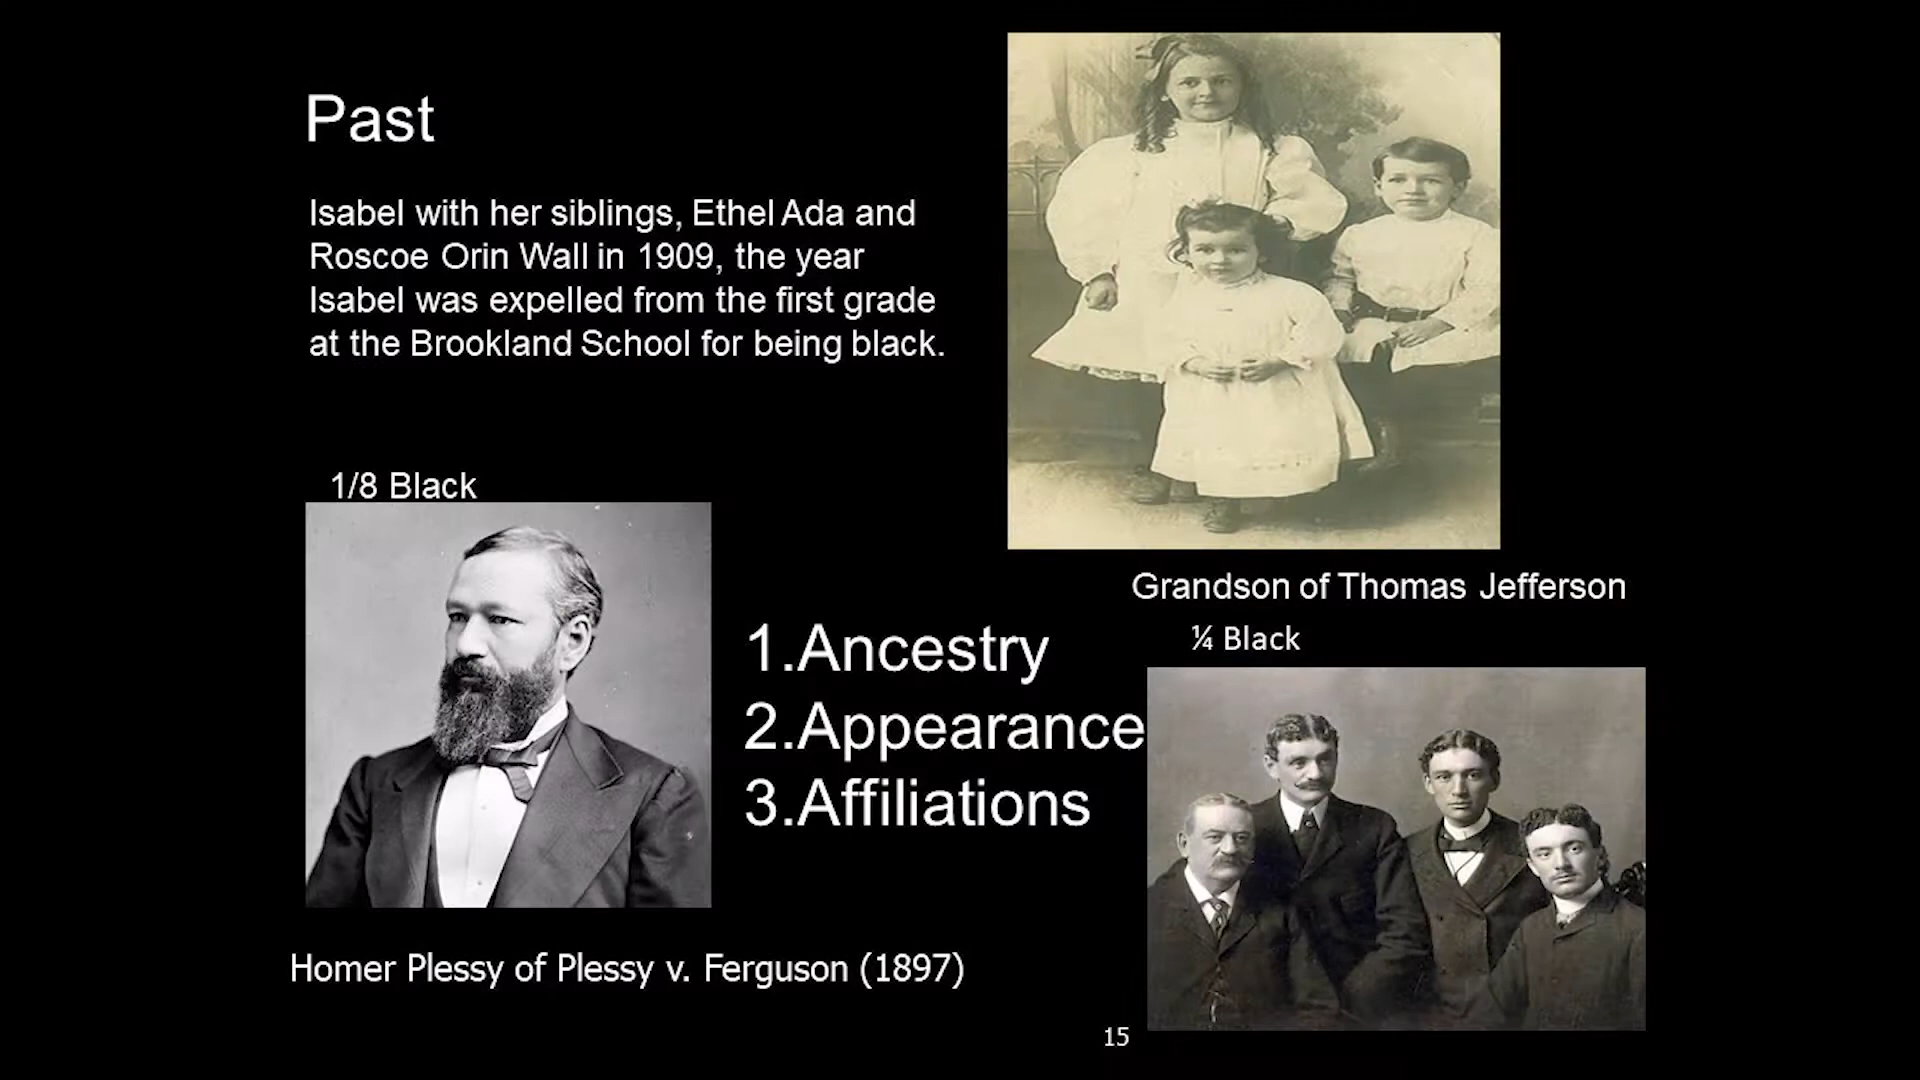 Past
Isabel with her siblings, Ethel Ada and
Roscoe Orin Wall in 1909, the year
Isabel was expelled from the first grade
at the Brookland School for being black.
1/8 Black
Grandson of Thomas Jefferson
¼ Black
1.Ancestry
2.Appearance
3.Affiliations
Homer Plessy of Plessy v. Ferguson (1897)
15